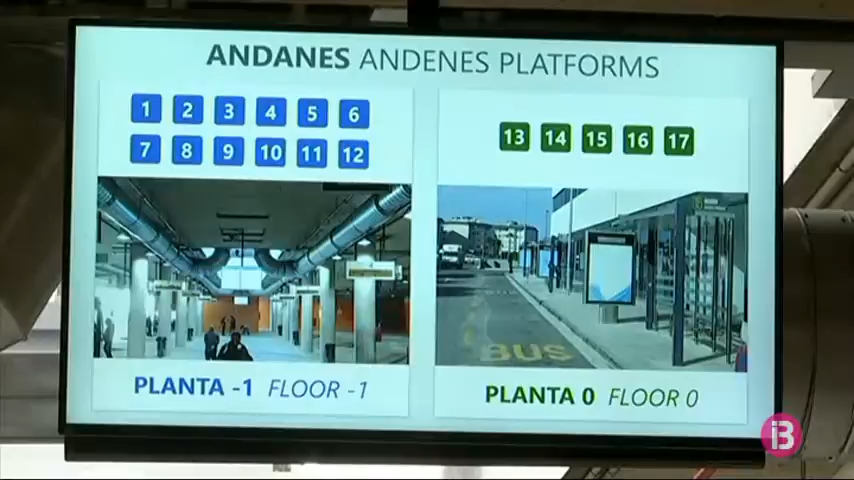 ANDANES ANDENES PLATFORMS
1 2 3 4 5 6
7 8 9 10 11 12
13 14 15 16 17
BUS
PLANTA -1 FLOOR -1
PLANTA 0 FLOOR 0
iB3